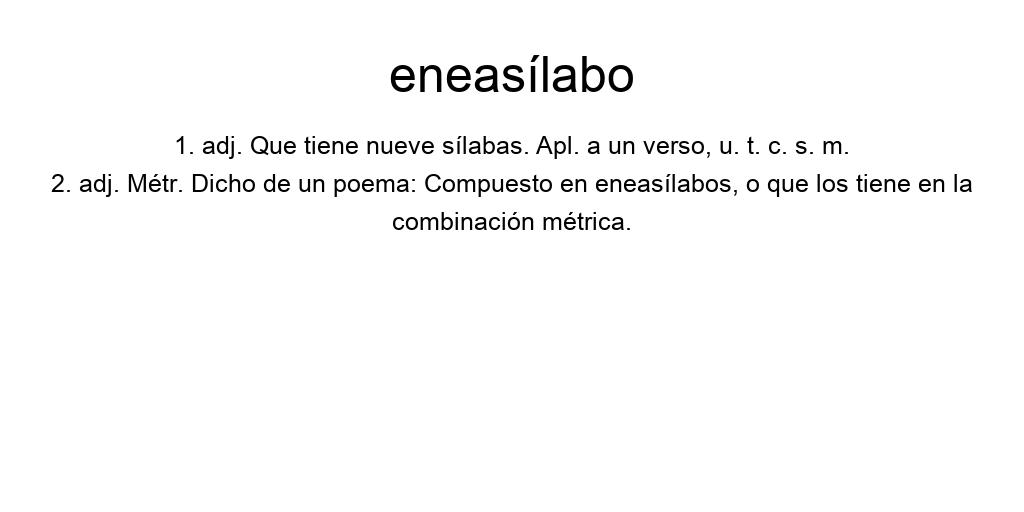 eneasílabo
1. adj. Que tiene nueve sílabas. Apl. a un verso, u. t. c. s. m.
2. adj. Métr. Dicho de un poema: Compuesto en eneasílabos, o que los tiene en la
combinación métrica.